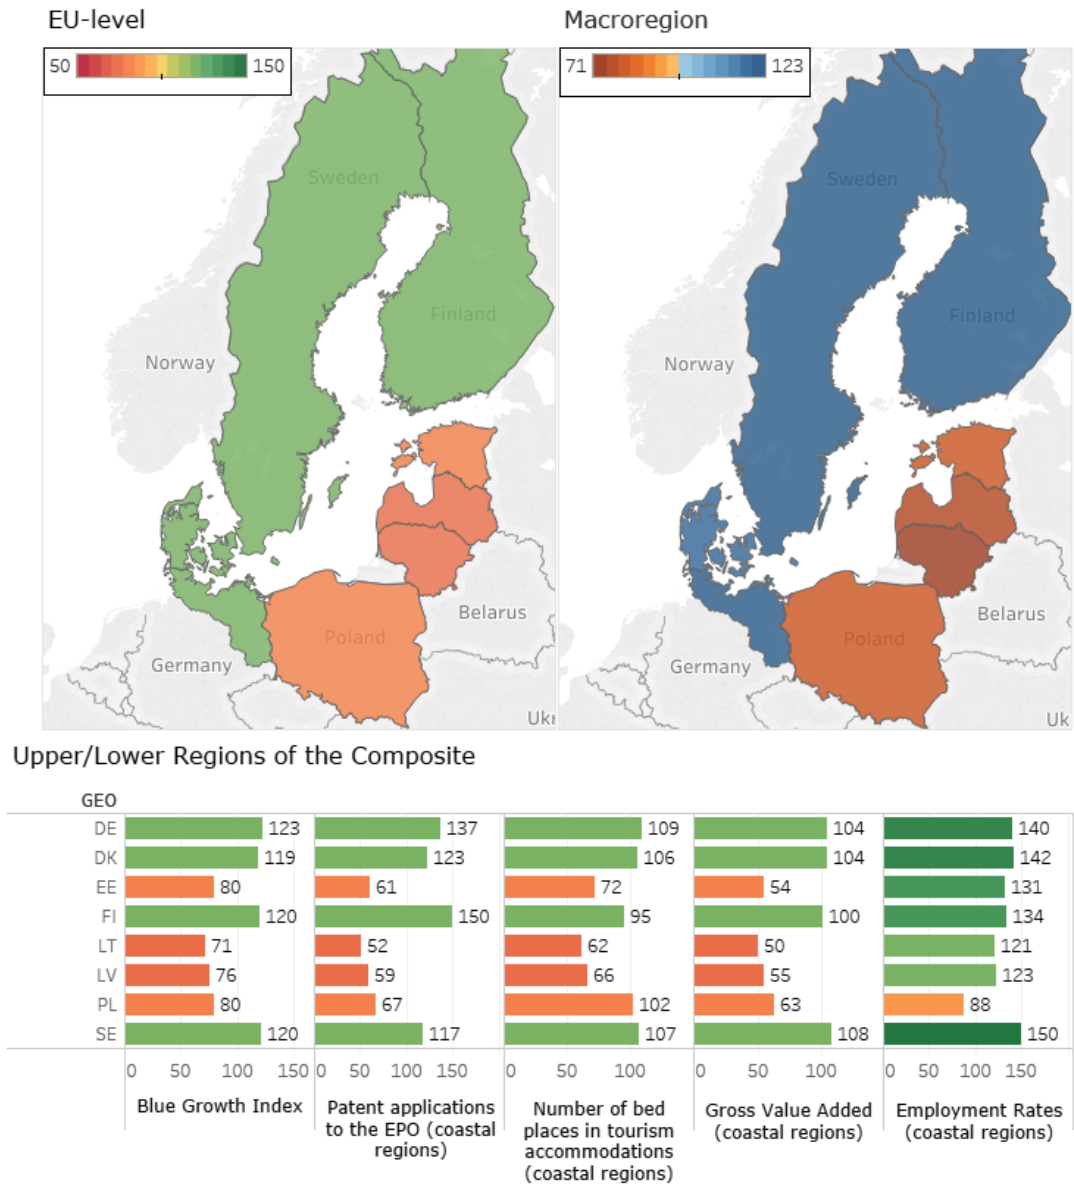 EU-level
Macroregion
50
150
71
123
Sweden
Sweden
Finland
Finland
Norway
Norway
Belarus
Belarus
Poland
Poland
Germany
Germany
Ukr
Uk
Upper/Lower Regions of the Composite
GEO
DE 123 137 109 104 140
DK 119 123 106 104 142
EE 80 61 72 54 131
FI 120 150 95 100 134
LT 71 52 62 50 121
LV 76 59 66 55 123
PL 80 67 102 63 88
SE 120 117 107 108 150
0 50 100 150 0 50 100 150 0 50 100 0 50 100 0 50 100 150
Blue Growth Index
Patent applications
to the EPO (coastal
regions)
Number of bed
places in tourism
accommodations
(coastal regions)
Gross Value Added
(coastal regions)
Employment Rates
(coastal regions)